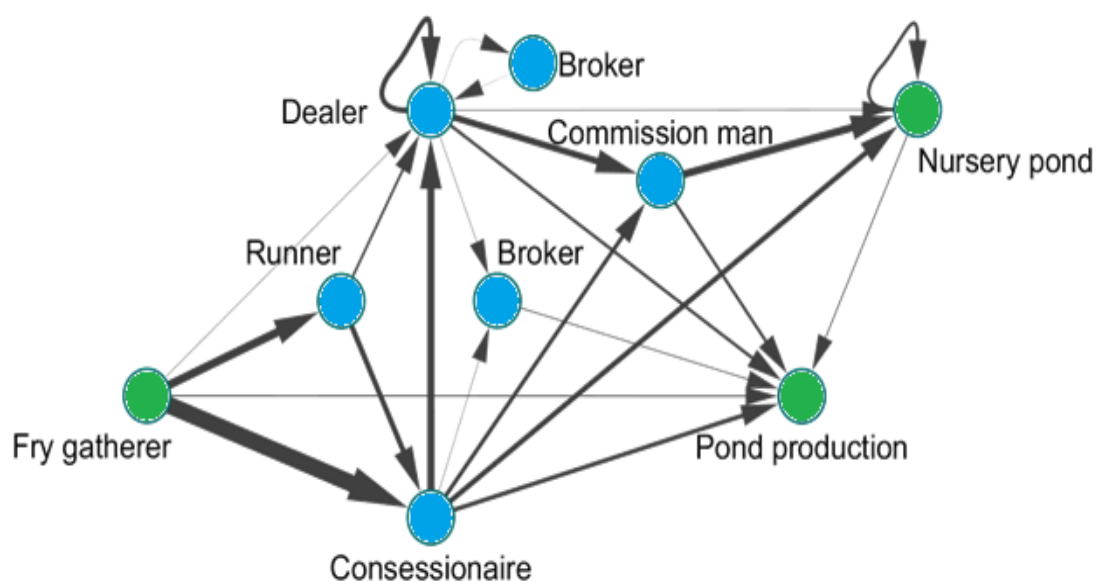 Broker
Dealer
Commission man
Nursery pond
Runner
Broker
Fry gatherer
Pond production
Consessionaire